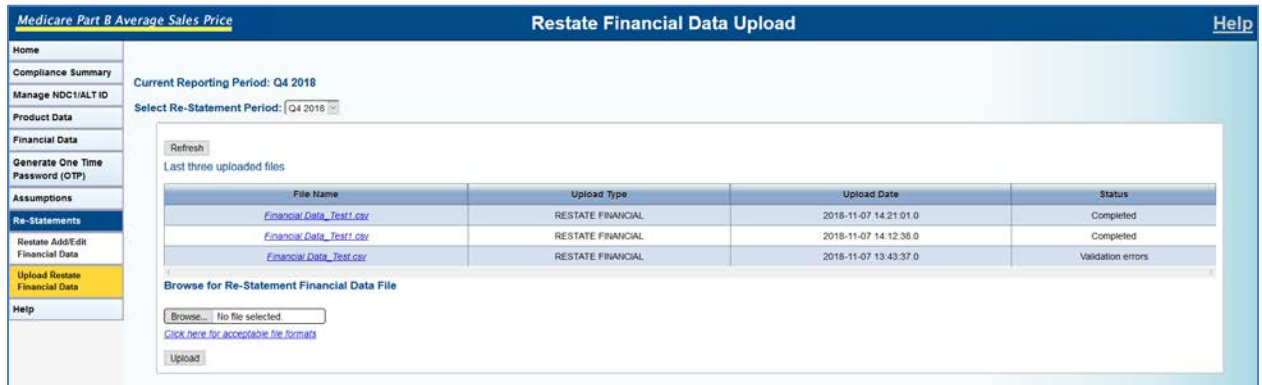 Medicare Part B Average Sales Price
Restate Financial Data Upload
Help
Home
Compliance Summary
Manage NDC1/ALT ID
Product Data
Financial Data
Generate One Time
Password (OTP)
Assumptions
Re-Statements
Restate Add/Edit
Financial Data
Upload Restate
Financial Data
Help
Current Reporting Period: Q4 2018
Select Re-Statement Period: Q4 2018
Refresh
Last three uploaded files
File Name Upload Type Upload Date Status
Financial Data_Test1.csv RESTATE FINANCIAL 2018-11-07 14:21:01.0 Completed
Financial Data_Test1.csv RESTATE FINANCIAL 2018-11-07 14:12:38.0 Completed
Financial Data_Test.csv RESTATE FINANCIAL 2018-11-07 13:43:37.0 Validation errors
Browse for Re-Statement Financial Data File
Browse... No file selected.
Click here for acceptable file formats
Upload